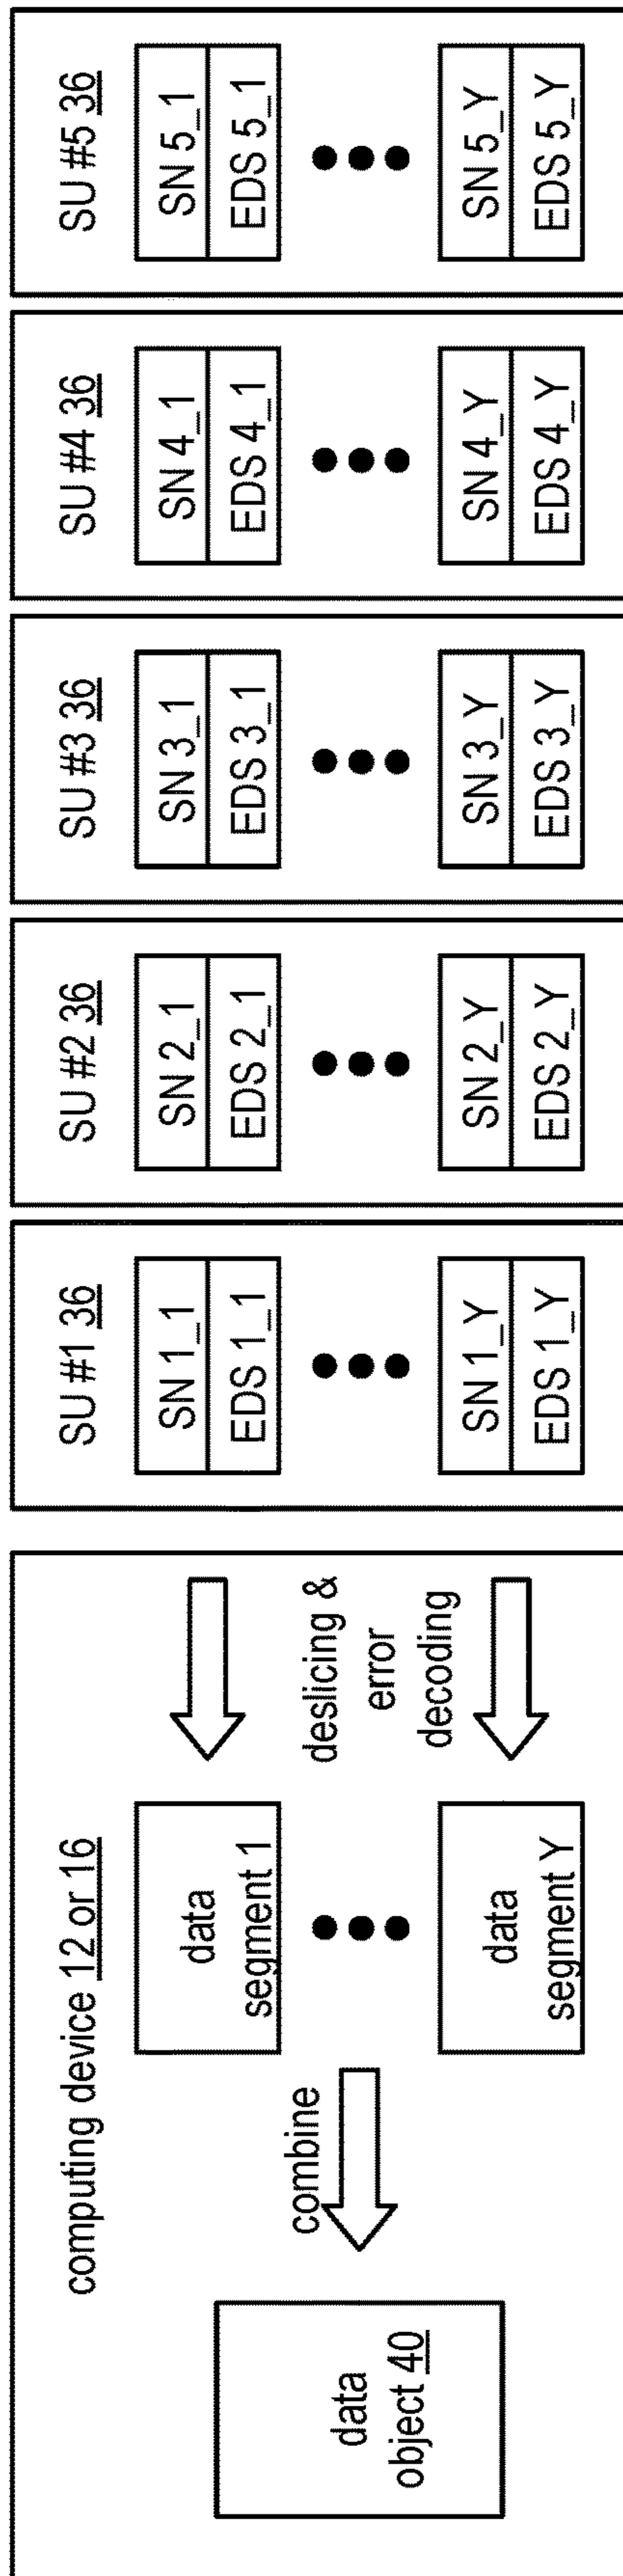 computing device 12 or 16
data
object 40
combine
data
segment 1
data
segment Y
deslicing &
error
decoding
SU #1 36
SN 1_1
EDS 1_1
SN 1_Y
EDS 1_Y
SU #2 36
SN 2_1
EDS 2_1
SN 2_Y
EDS 2_Y
SU #3 36
SN 3_1
EDS 3_1
SN 3_Y
EDS 3_Y
SU #4 36
SN 4_1
EDS 4_1
SN 4_Y
EDS 4_Y
SU #5 36
SN 5_1
EDS 5_1
SN 5_Y
EDS 5_Y